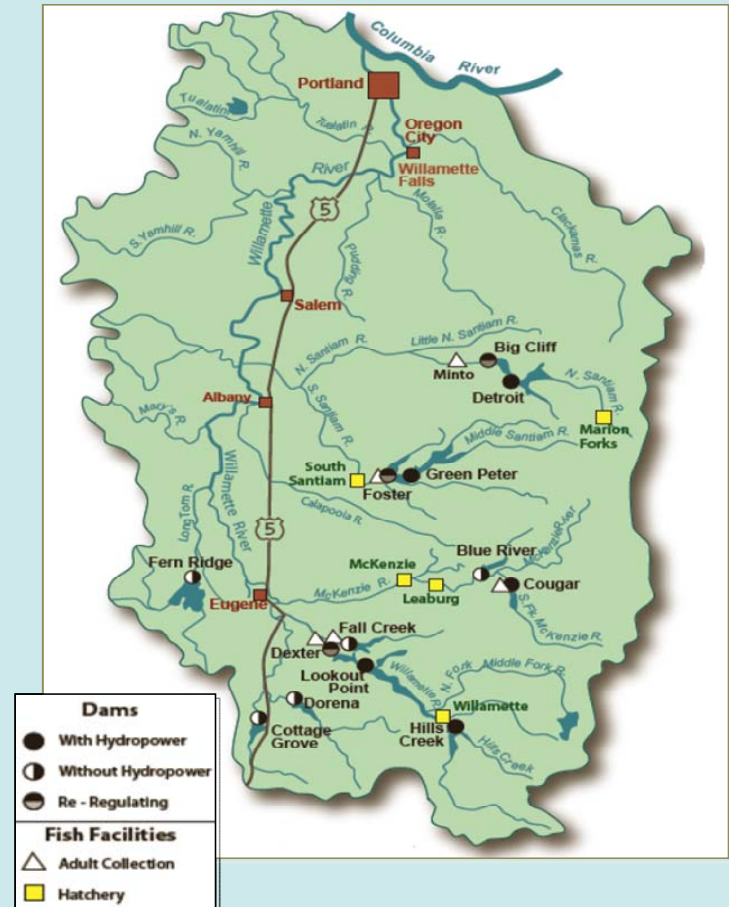 Columbia River
Portland
Tualatin
Tualatin R.
Oregon
City
N. Yamhill R.
River
Willamette
Falls
5
Molalla R.
Clackamas
R.
S. Yamhill R.
Willamette
Pudding R.
Salem
Little N. Santiam R.
N. Santiam R.
Big Cliff
Minto
Detroit
N. Santiam R.
S. Santiam R.
Albany
Mary's R.
Marion
Forks
Middle Santiam R.
South
Santiam
Green Peter
Foster
Willamette
River
Calapooia R.
Long Tom R.
5
Fern Ridge
Blue River
McKenzie River
McKenzie
McKenzie R.
Leaburg
Cougar
Eugene
S. Fk. McKenzie R.
Fall Creek
Dexter
Lookout
Point
Willamette R.
N. Fork Middle Fork R.
Dorena
Willamette
Cottage
Grove
Hills
Creek
Hills Creek
Dams
With Hydropower
Without Hydropower
Re - Regulating
Fish Facilities
Adult Collection
Hatchery